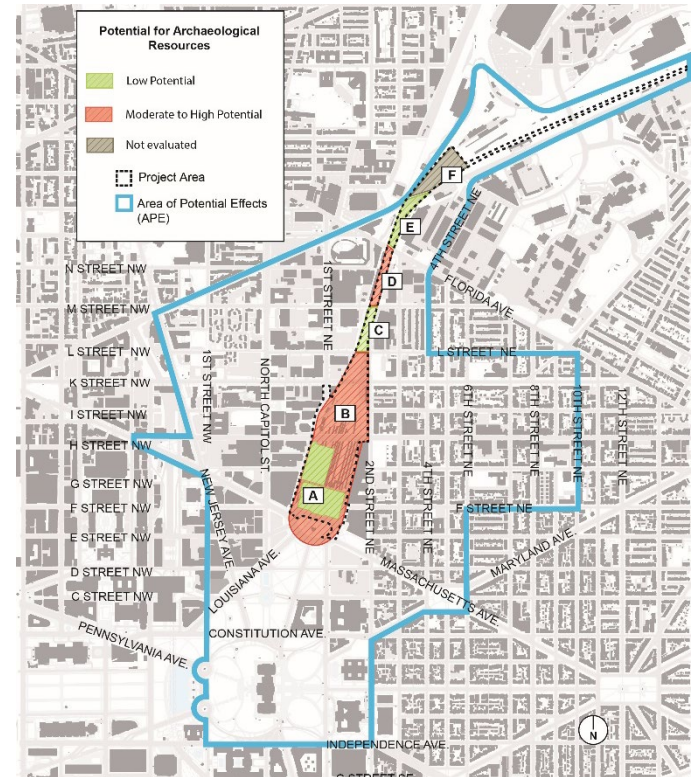 Potential for Archaeological
Resources
Low Potential
Moderate to High Potential
Not evaluated
Project Area
Area of Potential Effects
(APE)
F
E
4TH STREET NE
D
FLORIDA AVE.
N STREET NW
1ST STREET NE
M STREET NW
C
L STREET NW
L STREET NE
1ST STREET NW
NORTH CAPITOL ST.
K STREET NW
6TH STREET NE
8TH STREET NE
10TH STREET NE
12TH STREET NE
B
I STREET NW
H STREET NW
2ND STREET NE
4TH STREET NE
G STREET NW
NEW JERSEY AVE.
A
F STREET NW
F STREET NE
E STREET NW
MASSACHUSETTS AVE.
MARYLAND AVE.
LOUISIANA AVE.
D STREET NW
C STREET NW
PENNSYLVANIA AVE.
CONSTITUTION AVE.
N
INDEPENDENCE AVE.